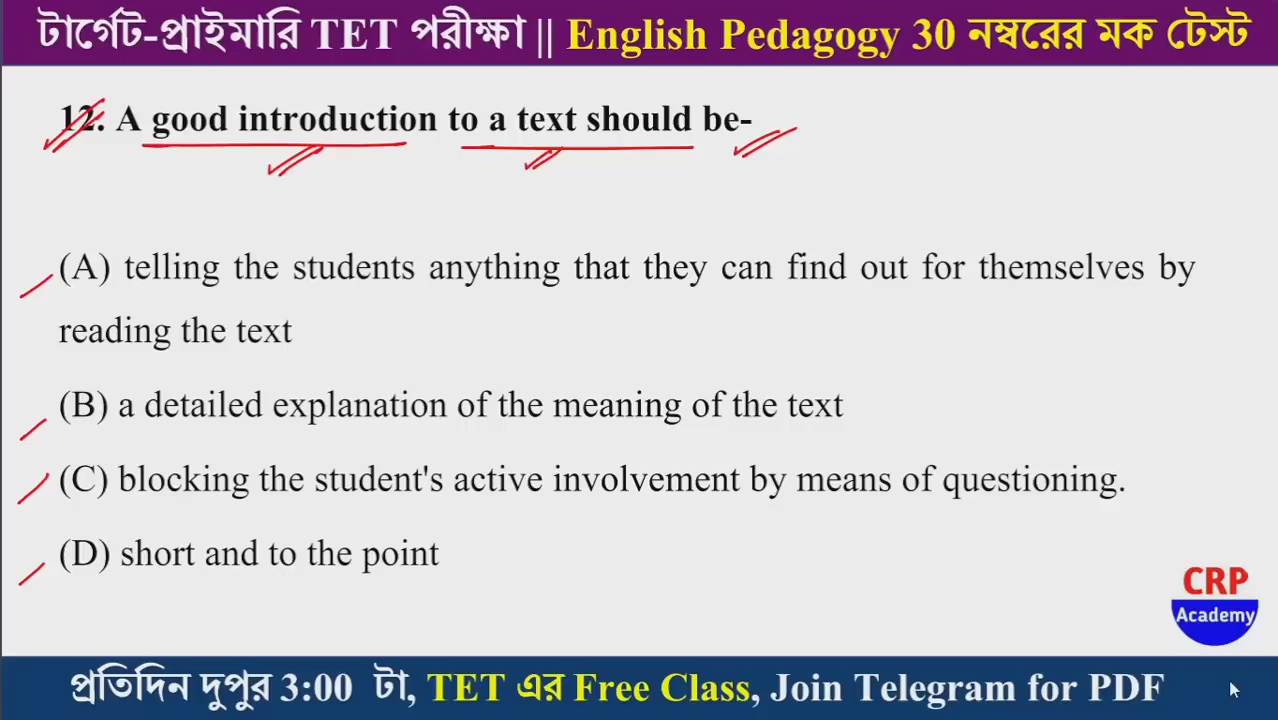 টার্গেট-প্রাইমারি TET পরীক্ষা || English Pedagogy 30 নম্বরের মক টেস্ট
12. A good introduction to a text should be-
(A) telling the students anything that they can find out for themselves by
reading the text
(B) a detailed explanation of the meaning of the text
(C) blocking the student's active involvement by means of questioning.
(D) short and to the point
CRP
Academy
প্রতিদিন দুপুর 3:00 টা, TET এর Free Class, Join Telegram for PDF